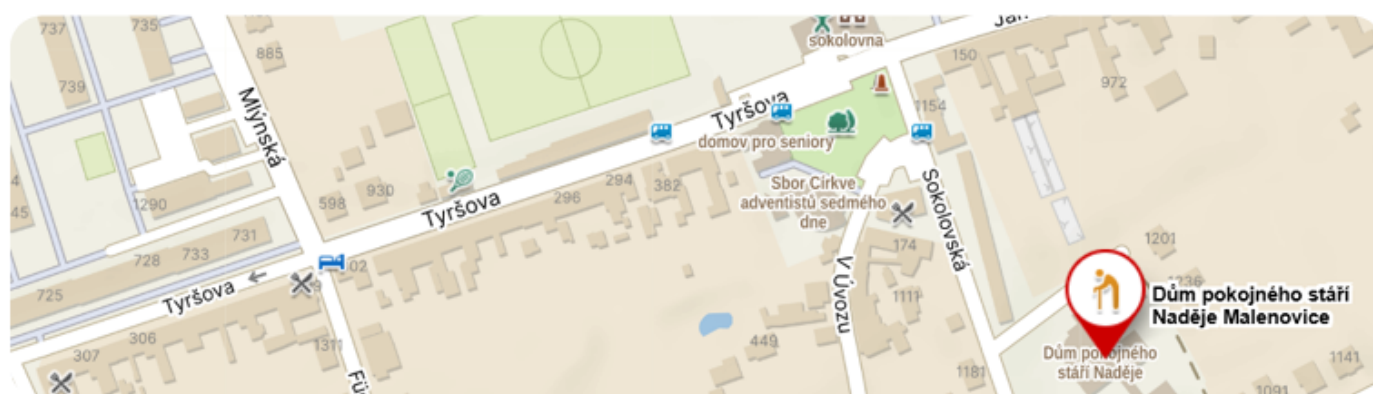 737
735
885
739
Mlýnská
sokolovna
150
972
1154
Tyršova
domov pro seniory
Sbor Církve
adventistů sedmého
dne
Sokolovská
45
1290
930
598
Tyršova
296
294
382
731
733
728
725
02
174
1201
V Úvozu
1111
Tyršova
306
307
1311
449
1181
Dům pokojného stáří
Naděje Malenovice
Dům pokojného
stáří Naděje
1141
1091